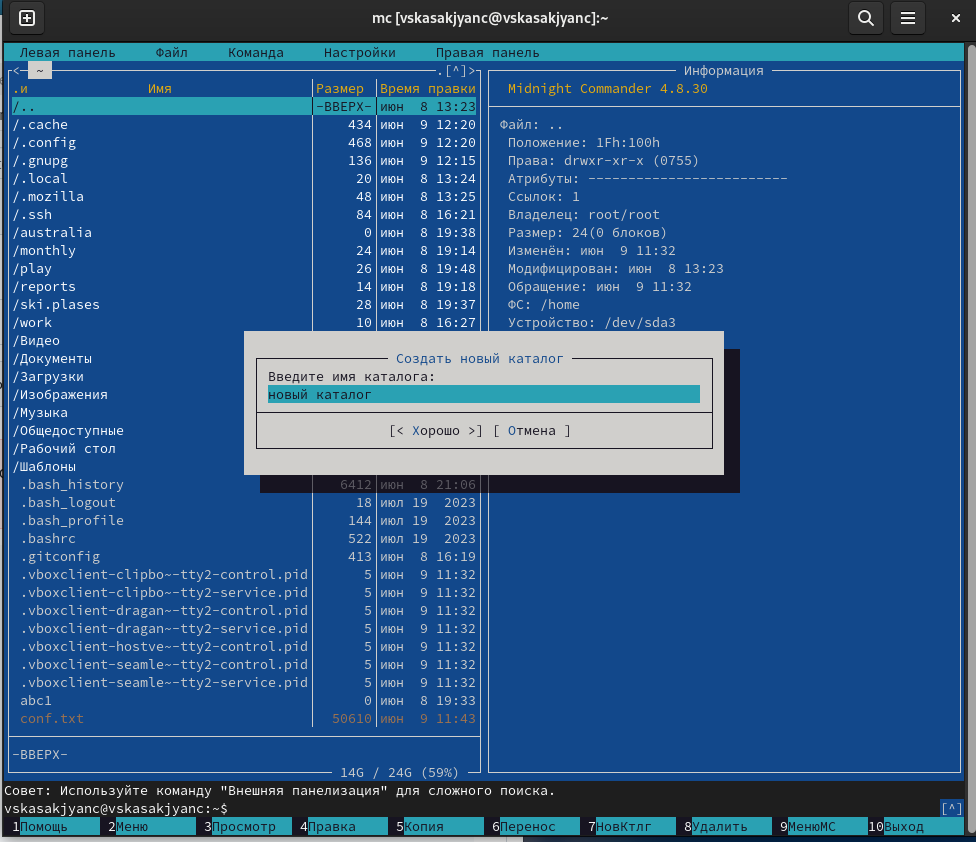 mc [vskasakjyanc@vskasakjyanc]:~
Левая панель Файл Команда Настройки Правая панель
<─ ~ ─.[^]>
.и Имя Размер Время правки
/.. -ВВЕРХ- июн 8 13:23
/.cache 434 июн 9 12:20
/.config 468 июн 9 12:20
/.gnupg 136 июн 9 12:15
/.local 20 июн 8 13:24
/.mozilla 48 июн 8 13:25
/.ssh 84 июн 8 16:21
/australia 0 июн 8 19:38
/monthly 24 июн 8 19:14
/play 26 июн 8 19:48
/reports 14 июн 8 19:18
/ski.plases 28 июн 8 19:37
/work 10 июн 8 16:27
/Видео
/Документы
/Загрузки
/Изображения
/Музыка
/Общедоступные
/Рабочий стол
/Шаблоны
.bash_history 6412 июн 8 21:06
.bash_logout 18 июл 19 2023
.bash_profile 144 июл 19 2023
.bashrc 522 июл 19 2023
.gitconfig 413 июн 8 16:19
.vboxclient-clipbo~-tty2-control.pid 5 июн 9 11:32
.vboxclient-clipbo~-tty2-service.pid 5 июн 9 11:32
.vboxclient-dragan~-tty2-control.pid 5 июн 9 11:32
.vboxclient-dragan~-tty2-service.pid 5 июн 9 11:32
.vboxclient-hostve~-tty2-control.pid 5 июн 9 11:32
.vboxclient-seamle~-tty2-control.pid 5 июн 9 11:32
.vboxclient-seamle~-tty2-service.pid 5 июн 9 11:32
abc1 0 июн 8 19:33
conf.txt 50610 июн 9 11:43
-ВВЕРХ-
14G / 24G (59%)
Информация
Midnight Commander 4.8.30
Файл: ..
Положение: 1Fh:100h
Права: drwxr-xr-x (0755)
Атрибуты: -------------------------
Ссылок: 1
Владелец: root/root
Размер: 24(0 блоков)
Изменён: июн 9 11:32
Модифицирован: июн 8 13:23
Обращение: июн 9 11:32
ФС: /home
Устройство: /dev/sda3
Создать новый каталог
Введите имя каталога:
новый каталог
[< Хорошо >] [ Отмена ]
Совет: Используйте команду "Внешняя панелизация" для сложного поиска.
vskasakjyanc@vskasakjyanc:~$ [^]
1Помощь 2Меню 3Просмотр 4Правка 5Копия 6Перенос 7НовКтлг 8Удалить 9МенюMC 10Выход